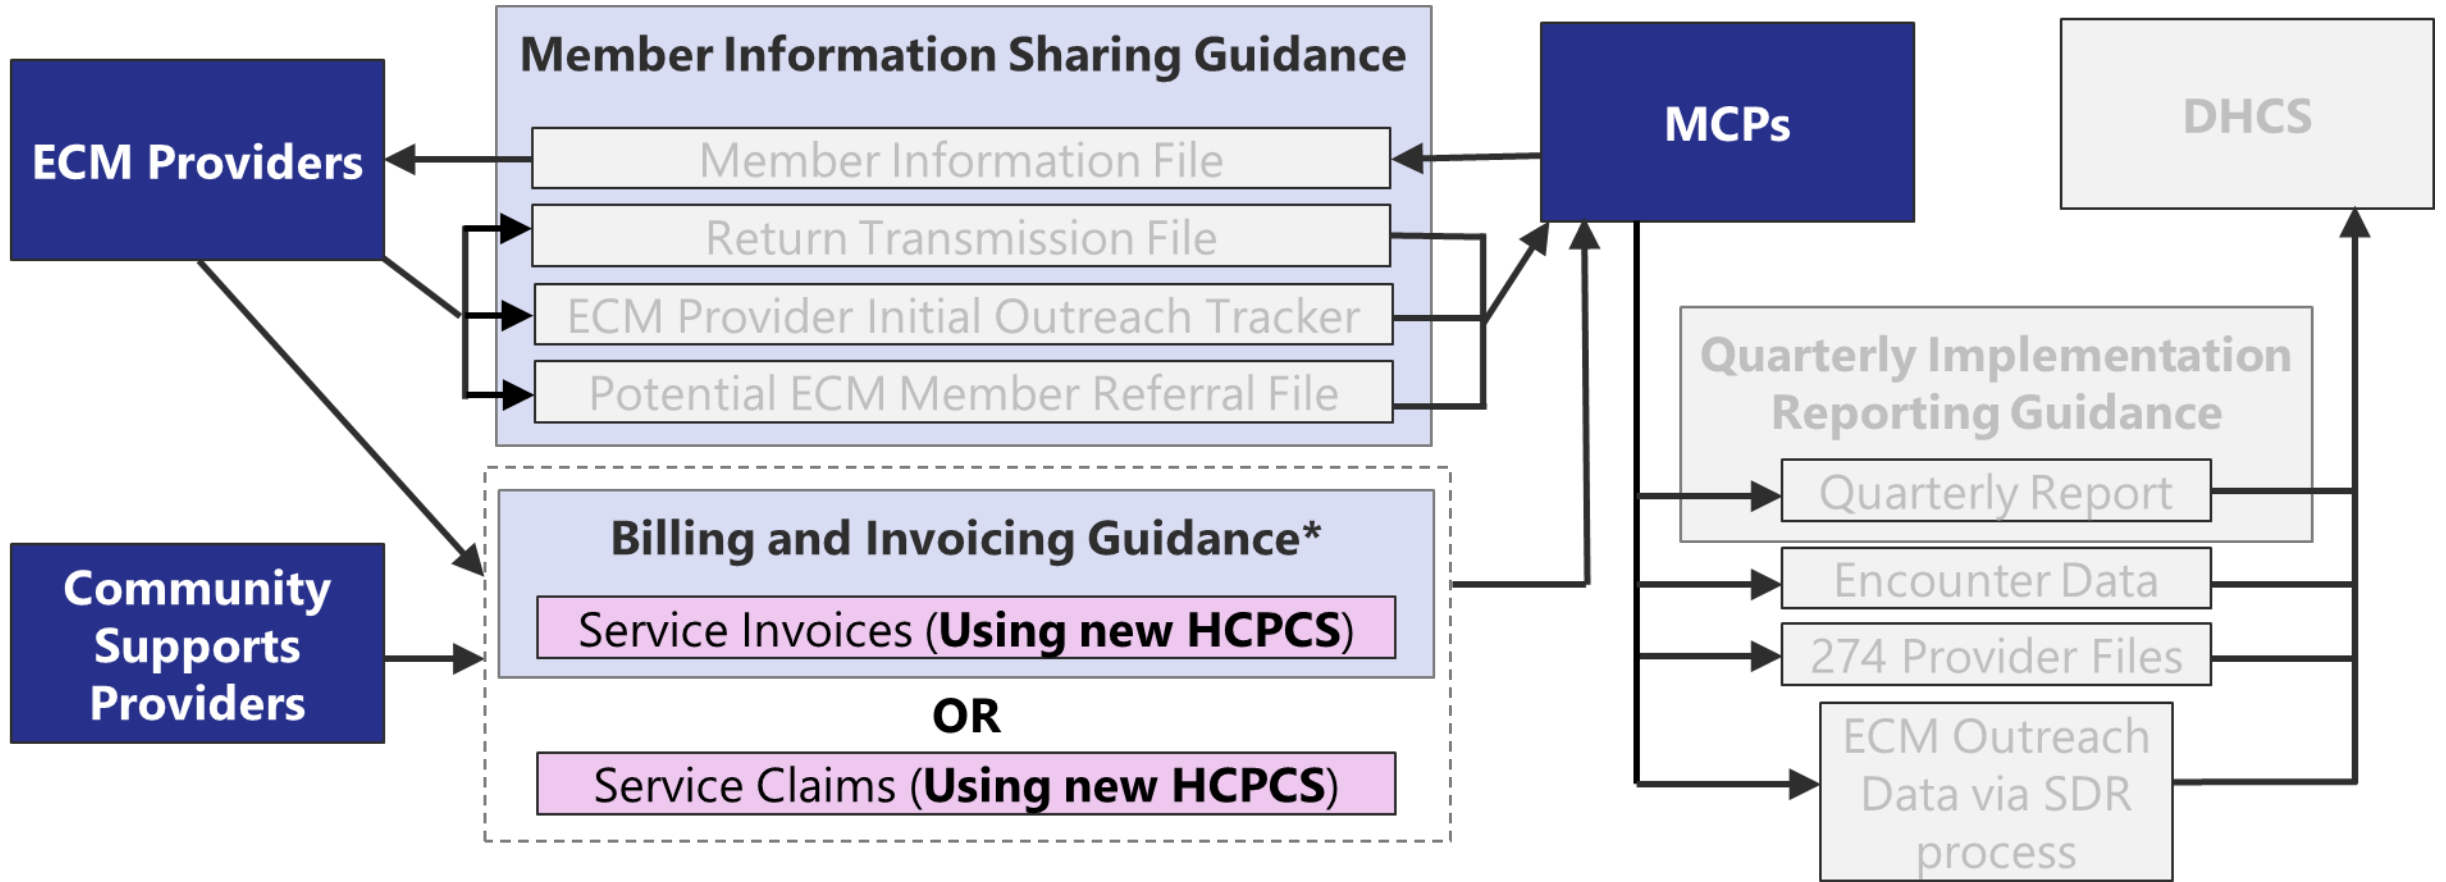 Member Information Sharing Guidance
ECM Providers
Member Information File
Return Transmission File
ECM Provider Initial Outreach Tracker
Potential ECM Member Referral File
MCPs
DHCS
Community
Supports
Providers
Billing and Invoicing Guidance*
Service Invoices (Using new HCPCS)
OR
Service Claims (Using new HCPCS)
Quarterly Implementation
Reporting Guidance
Quarterly Report
Encounter Data
274 Provider Files
ECM Outreach
Data via SDR
process